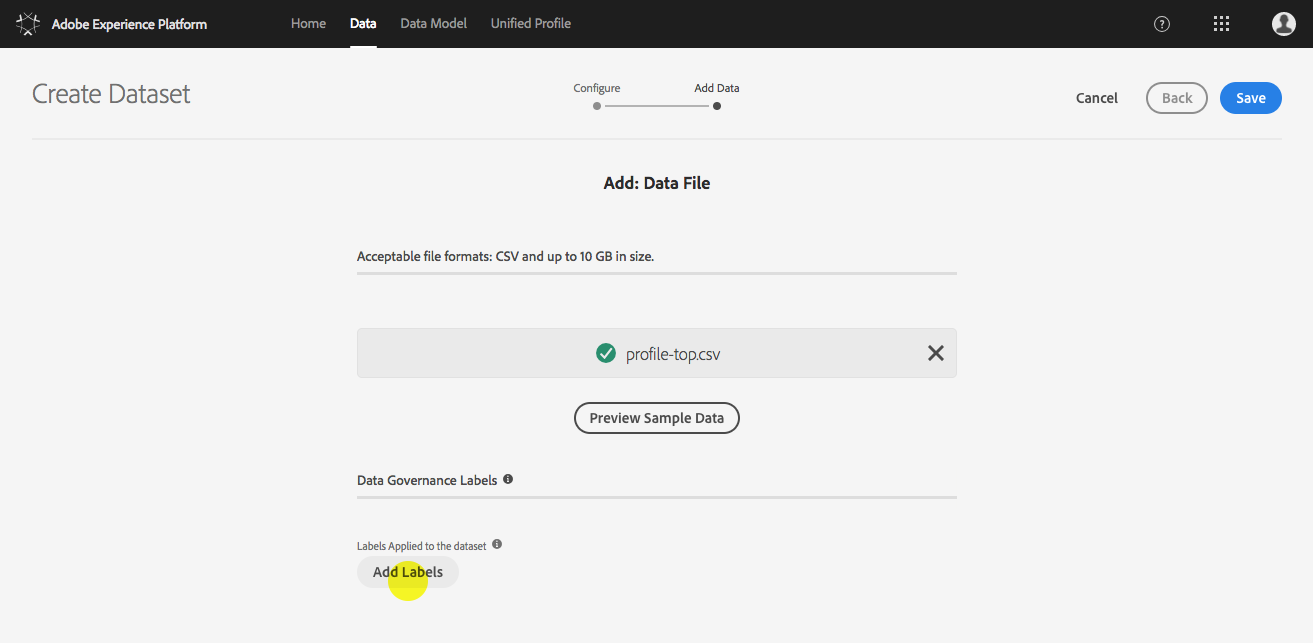 Adobe Experience Platform Home Data Data Model Unified Profile
Create Dataset
Configure Add Data
Cancel Back Save
Add: Data File
Acceptable file formats: CSV and up to 10 GB in size.
profile-top.csv
Preview Sample Data
Data Governance Labels
Labels Applied to the dataset
Add Labels